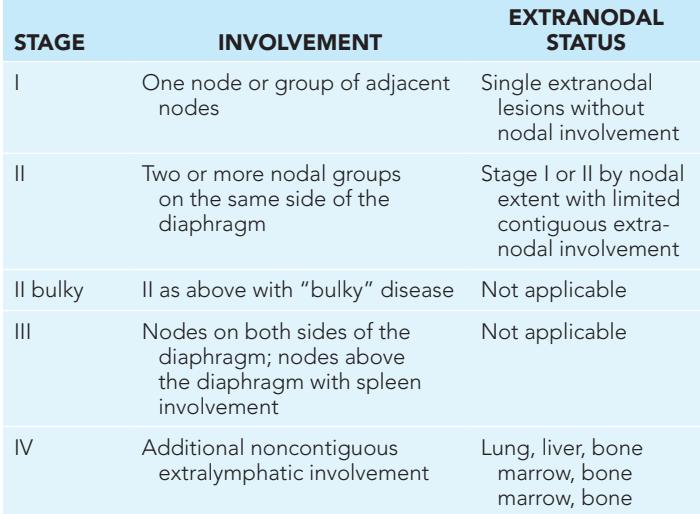 STAGE INVOLVEMENT EXTRANODAL STATUS
I One node or group of adjacent Single extranodal
nodes lesions without
nodal involvement
II Two or more nodal groups Stage I or II by nodal
on the same side of the extent with limited
diaphragm contiguous extra-
nodal involvement
II bulky II as above with “bulky” disease Not applicable
III Nodes on both sides of the Not applicable
diaphragm; nodes above
the diaphragm with spleen
involvement
IV Additional noncontiguous Lung, liver, bone
extralymphatic involvement marrow, bone
marrow, bone